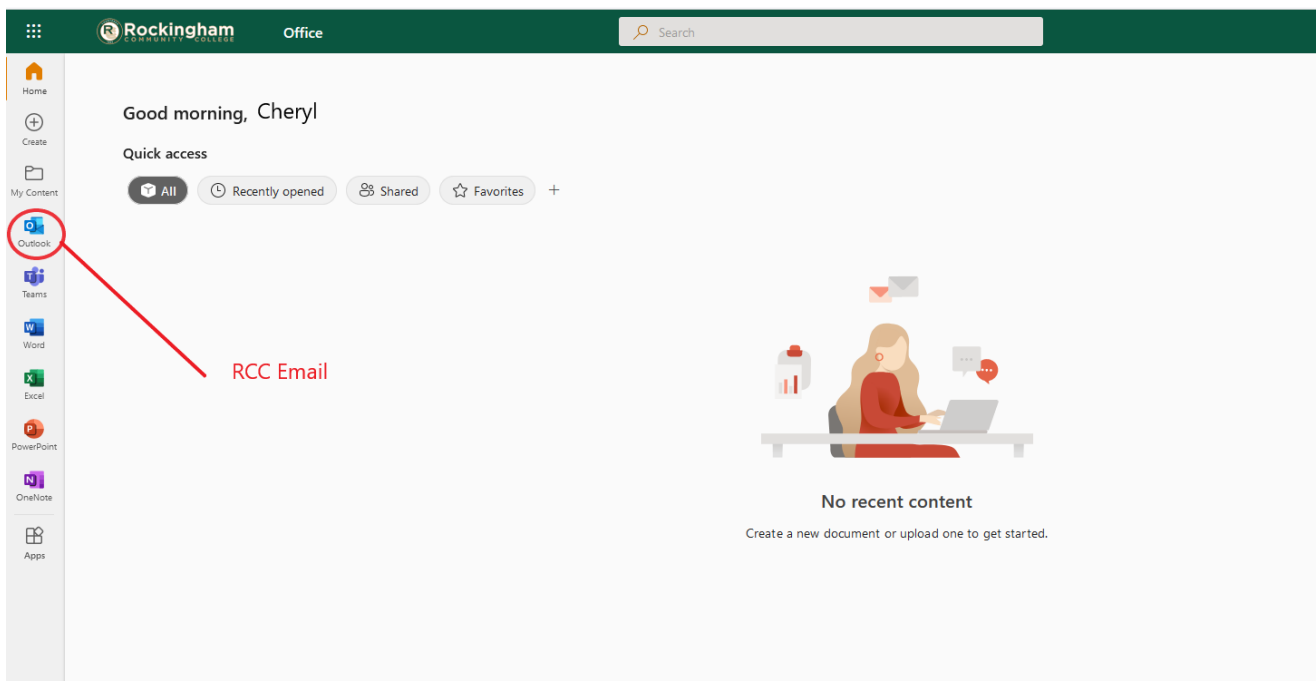 R Rockingham
COMMUNITY COLLEGE
Office
Search
Home
Create
My Content
Outlook
Teams
Word
Excel
PowerPoint
OneNote
Apps
Good morning, Cheryl
Quick access
All
Recently opened
Shared
Favorites
RCC Email
No recent content
Create a new document or upload one to get started.